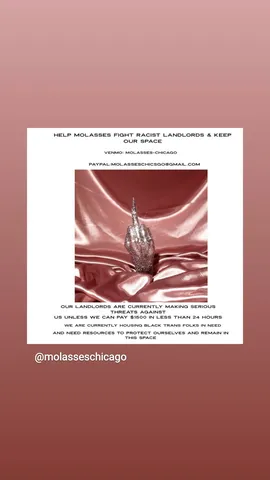 HELP MOLASSES FIGHT RACIST LANDLORDS & KEEP
OUR SPACE
VENMO: MOLASSES-CHICAGO
PAYPAL-MOLASSESCHICSGO@GMAIL.COM
OUR LANDLORDS ARE CURRENTLY MAKING SERIOUS
THREATS AGAINST
US UNLESS WE CAN PAY $1500 IN LESS THAN 24 HOURS
WE ARE CURRENTLY HOUSING BLACK TRANS FOLKS IN NEED
AND NEED RESOURCES TO PROTECT OURSELVES AND REMAIN IN
THIS SPACE
@molasseschicago